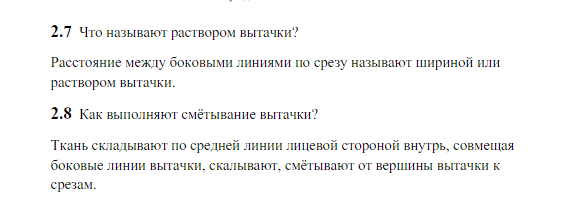 2.7 Что называют раствором вытачки?
Расстояние между боковыми линиями по срезу называют шириной или
раствором вытачки.
2.8 Как выполняют смётывание вытачки?
Ткань складывают по средней линии лицевой стороной внутрь, совмещая
боковые линии вытачки, скалывают, смётывают от вершины вытачки к
срезам.